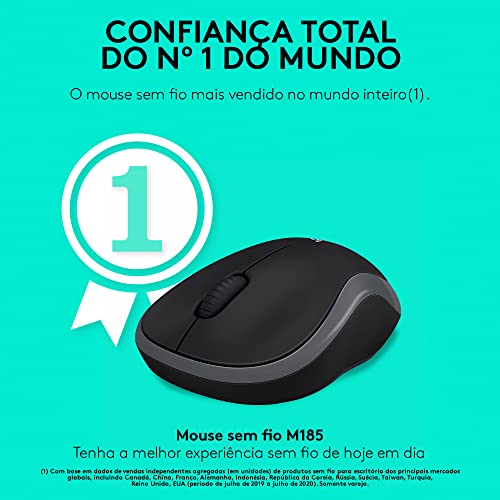 CONFIANÇA TOTAL
DO Nº 1 DO MUNDO
O mouse sem fio mais vendido no mundo inteiro(1).
1
Mouse sem fio M185
Tenha a melhor experiência sem fio de hoje em dia
(1) Com base em dados de vendas independentes agregadas (em unidades) de produtos sem fio para escritório dos principais mercados
globais, incluindo Canadá, China, França, Alemanha, Indonésia, República da Coreia, Rússia, Suécia, Taiwan, Turquia,
Reino Unido, EUA (período de julho de 2019 a julho de 2020). Somente varejo.